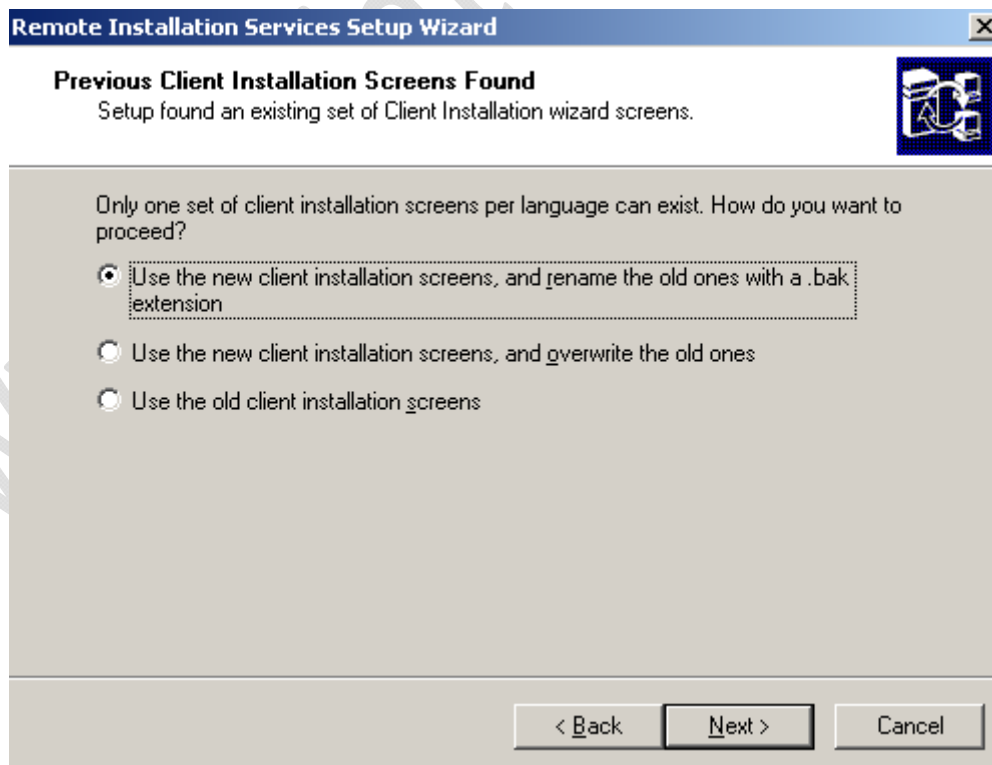 Remote Installation Services Setup Wizard
Previous Client Installation Screens Found
Setup found an existing set of Client Installation wizard screens.
Only one set of client installation screens per language can exist. How do you want to
proceed?
Use the new client installation screens, and rename the old ones with a .bak
extension
Use the new client installation screens, and overwrite the old ones
Use the old client installation screens
< Back
Next >
Cancel